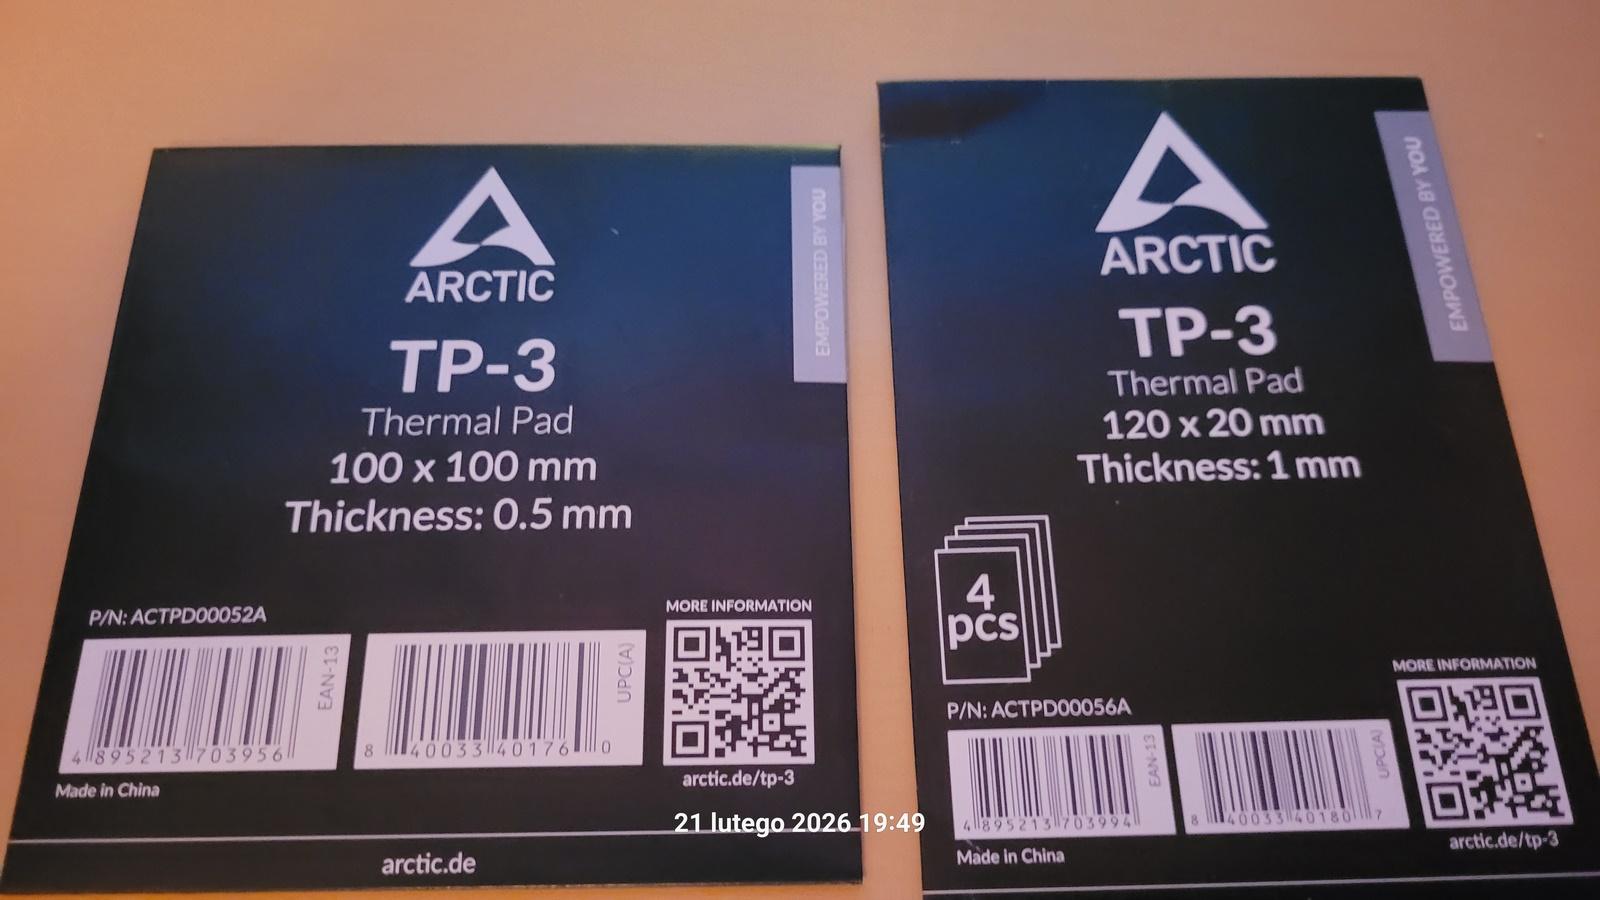 ARCTIC
EMPOWERED BY YOU
TP-3
Thermal Pad
100 x 100 mm
Thickness: 0.5 mm
P/N: ACTPD00052A
MORE INFORMATION
EAN-13
4 895213 703956
UPC(A)
8 40033 40176 0
arctic.de/tp-3
Made in China
arctic.de
ARCTIC
EMPOWERED BY YOU
TP-3
Thermal Pad
120 x 20 mm
Thickness: 1 mm
4
pcs
P/N: ACTPD00056A
MORE INFORMATION
EAN-13
4 895213 703994
UPC(A)
8 40033 40180 7
arctic.de/tp-3
Made in China
21 lutego 2026 19:49